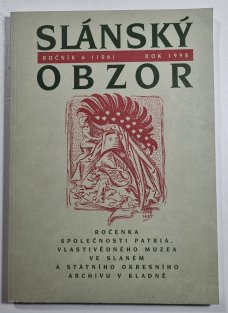 SLÁNSKÝ
ROČNÍK 6 (106) ROK 1998
OBZOR
ROČENKA
SPOLEČNOSTI PATRIA,
VLASTIVĚDNÉHO MUZEA
VE SLANÉM
A STÁTNÍHO OKRESNÍHO
ARCHIVU V KLADNĚ